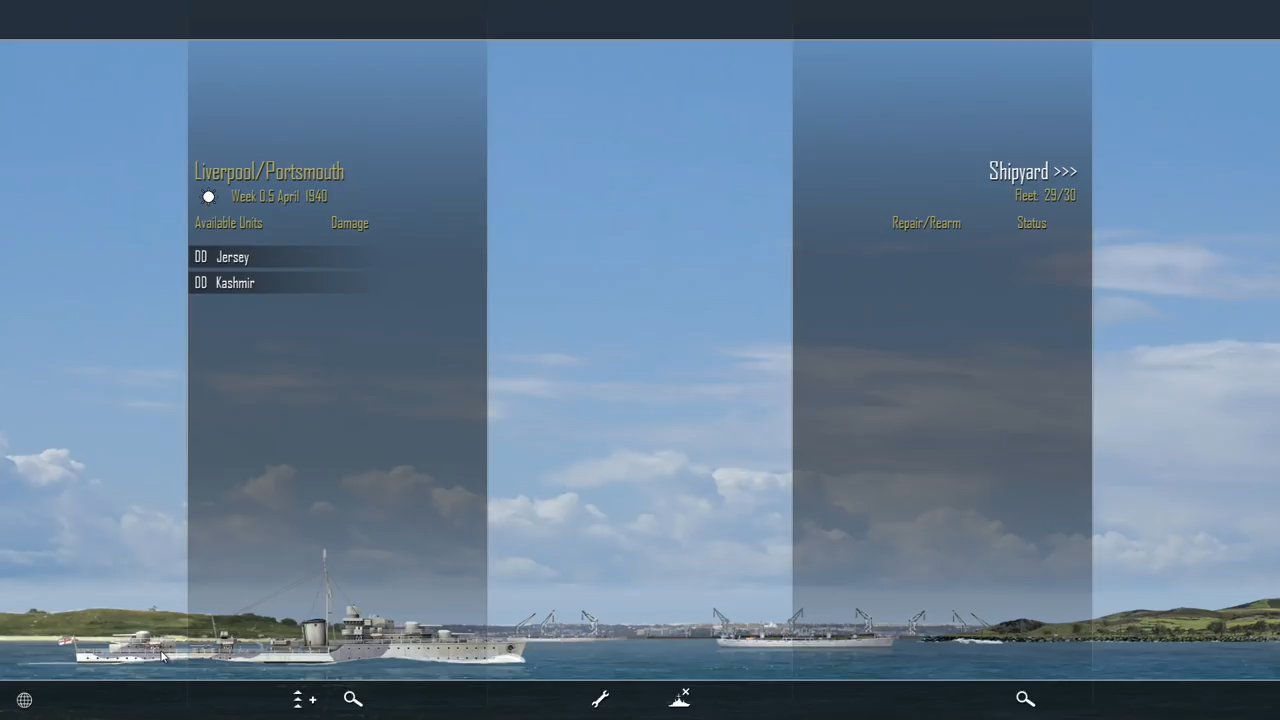 Liverpool/Portsmouth
Week 0.5 April 1940
Available Units Damage
DD Jersey
DD Kashmir
Shipyard >>>
Fleet: 29/30
Repair/Rearm Status